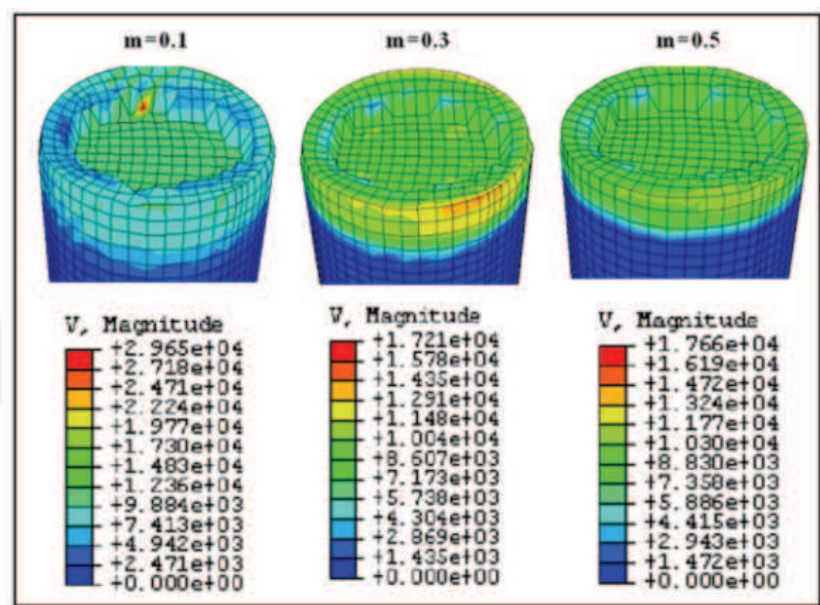 m=0.1
m=0.3
m=0.5
V, Magnitude
+2.965e+04
+2.718e+04
+2.471e+04
+2.224e+04
+1.977e+04
+1.730e+04
+1.483e+04
+1.236e+04
+9.884e+03
+7.413e+03
+4.942e+03
+2.471e+03
+0.000e+00
V, Magnitude
+1.721e+04
+1.578e+04
+1.435e+04
+1.291e+04
+1.148e+04
+1.004e+04
+8.607e+03
+7.173e+03
+5.738e+03
+4.304e+03
+2.869e+03
+1.435e+03
+0.000e+00
V, Magnitude
+1.766e+04
+1.619e+04
+1.472e+04
+1.324e+04
+1.177e+04
+1.030e+04
+8.830e+03
+7.358e+03
+5.886e+03
+4.415e+03
+2.943e+03
+1.472e+03
+0.000e+00